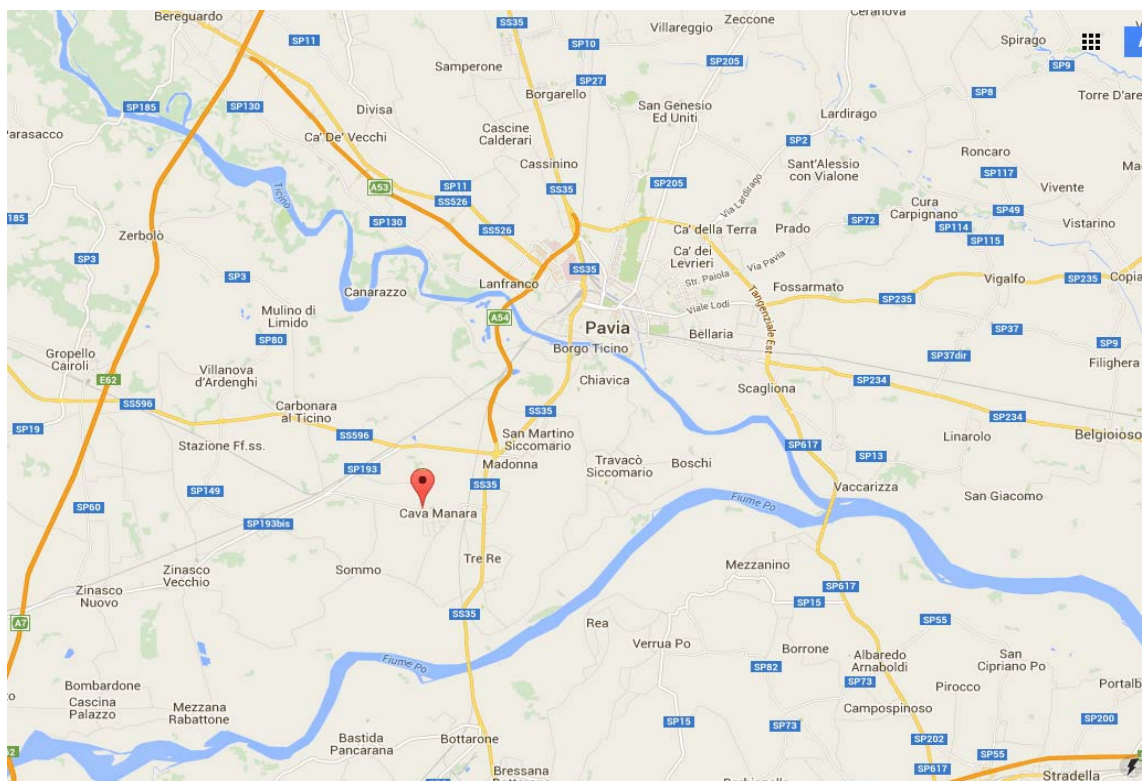 Bereguardo
SP11
SS35
SP10
Villareggio
Zeccone
Ceranova
Spirago
SP9
Samperone
SP27
SP205
Borgarello
SP8
Torre D'are
SP185
SP130
Divisa
San Genesio
Ed Uniti
Lardirago
Parasacco
Ca' De' Vecchi
Cascine
Calderari
SP2
Roncaro
Cassinino
Sant'Alessio
con Vialone
SP117
Ticino
A53
SP11
SS35
SP205
Via Lardirago
Vivente
SS526
Cura
Carpignano
SP49
185
SP130
SS526
SP72
SP114
Vistarino
Zerbolò
Ca' della Terra
Prado
SP115
SP3
Ca' dei
Levrieri
SP3
SS35
Str. Paiola
Via Pavia
Vigalfo
SP235
Copia
Canarazzo
Lanfranco
Fossarmato
SP235
Mulino di
Limido
A54
Viale Lodi
Pavia
Bellaria
Tangenziale Est
SP37
SP80
SP9
Gropello
Cairoli
Borgo Ticino
SP37dir
Filighera
Villanova
d'Ardenghi
E62
Chiavica
Scagliona
SP234
SS596
Carbonara
al Ticino
SS35
SP234
SP19
SS596
San Martino
Siccomario
Linarolo
Belgioioso
Stazione Ff.ss.
SP617
SP193
Madonna
Travacò
Siccomario
Boschi
SP13
SS35
Vaccarizza
SP149
San Giacomo
SP60
Cava Manara
Fiume Po
SP193bis
Tre Re
Zinasco
Vecchio
Sommo
Mezzanino
Zinasco
Nuovo
SP617
SP15
SS35
A7
Rea
SP55
Verrua Po
Borrone
Fiume Po
SP82
Albaredo
Arnaboldi
San
Cipriano Po
Bombardone
SP73
Pirocco
Portalb
Cascina
Palazzo
Mezzana
Rabattone
Campospinoso
SP15
SP73
SP200
Bastida
Pancarana
Bottarone
SP202
SP55
SP617
Bressana
Stradella